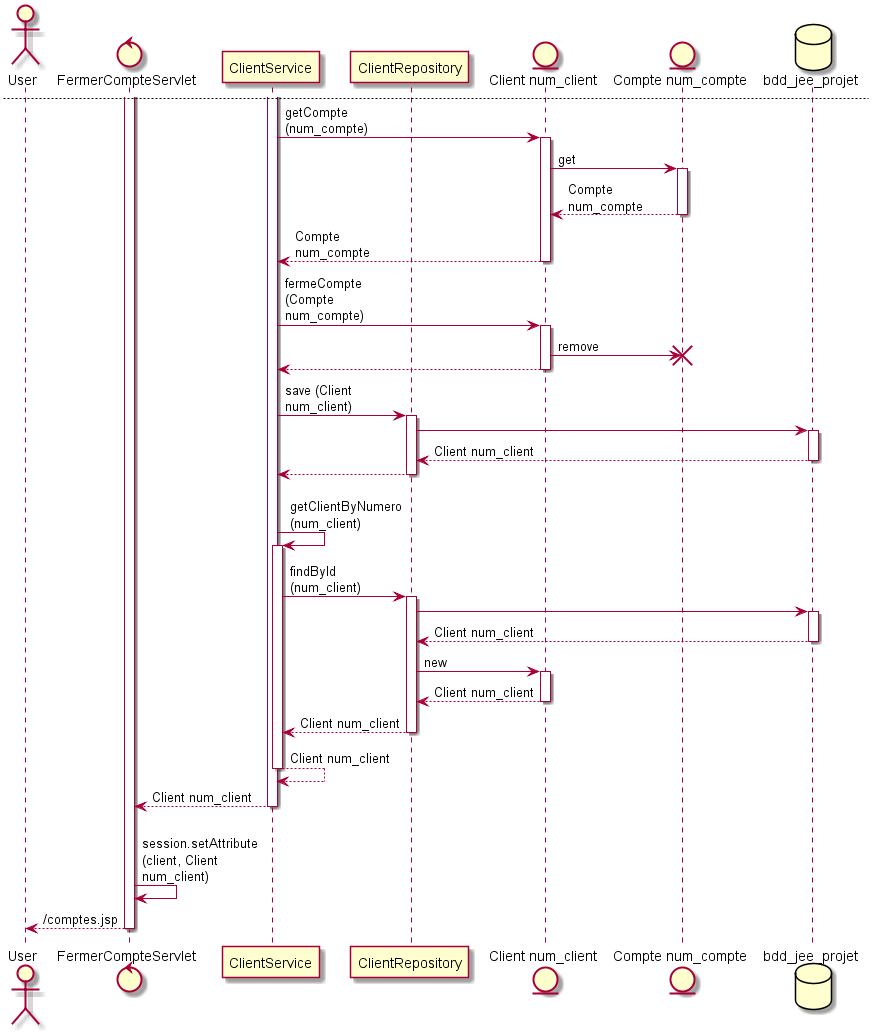 User
FermerCompteServlet
ClientService
ClientRepository
Client num_client
Compte num_compte
bdd_jee_projet
getCompte
(num_compte)
get
Compte
num_compte
Compte
num_compte
fermeCompte
(Compte
num_compte)
remove
save (Client
num_client)
Client num_client
getClientByNumero
(num_client)
findById
(num_client)
Client num_client
new
Client num_client
Client num_client
Client num_client
Client num_client
session.setAttribute
(client, Client
num_client)
/comptes.jsp
User
FermerCompteServlet
ClientService
ClientRepository
Client num_client
Compte num_compte
bdd_jee_projet